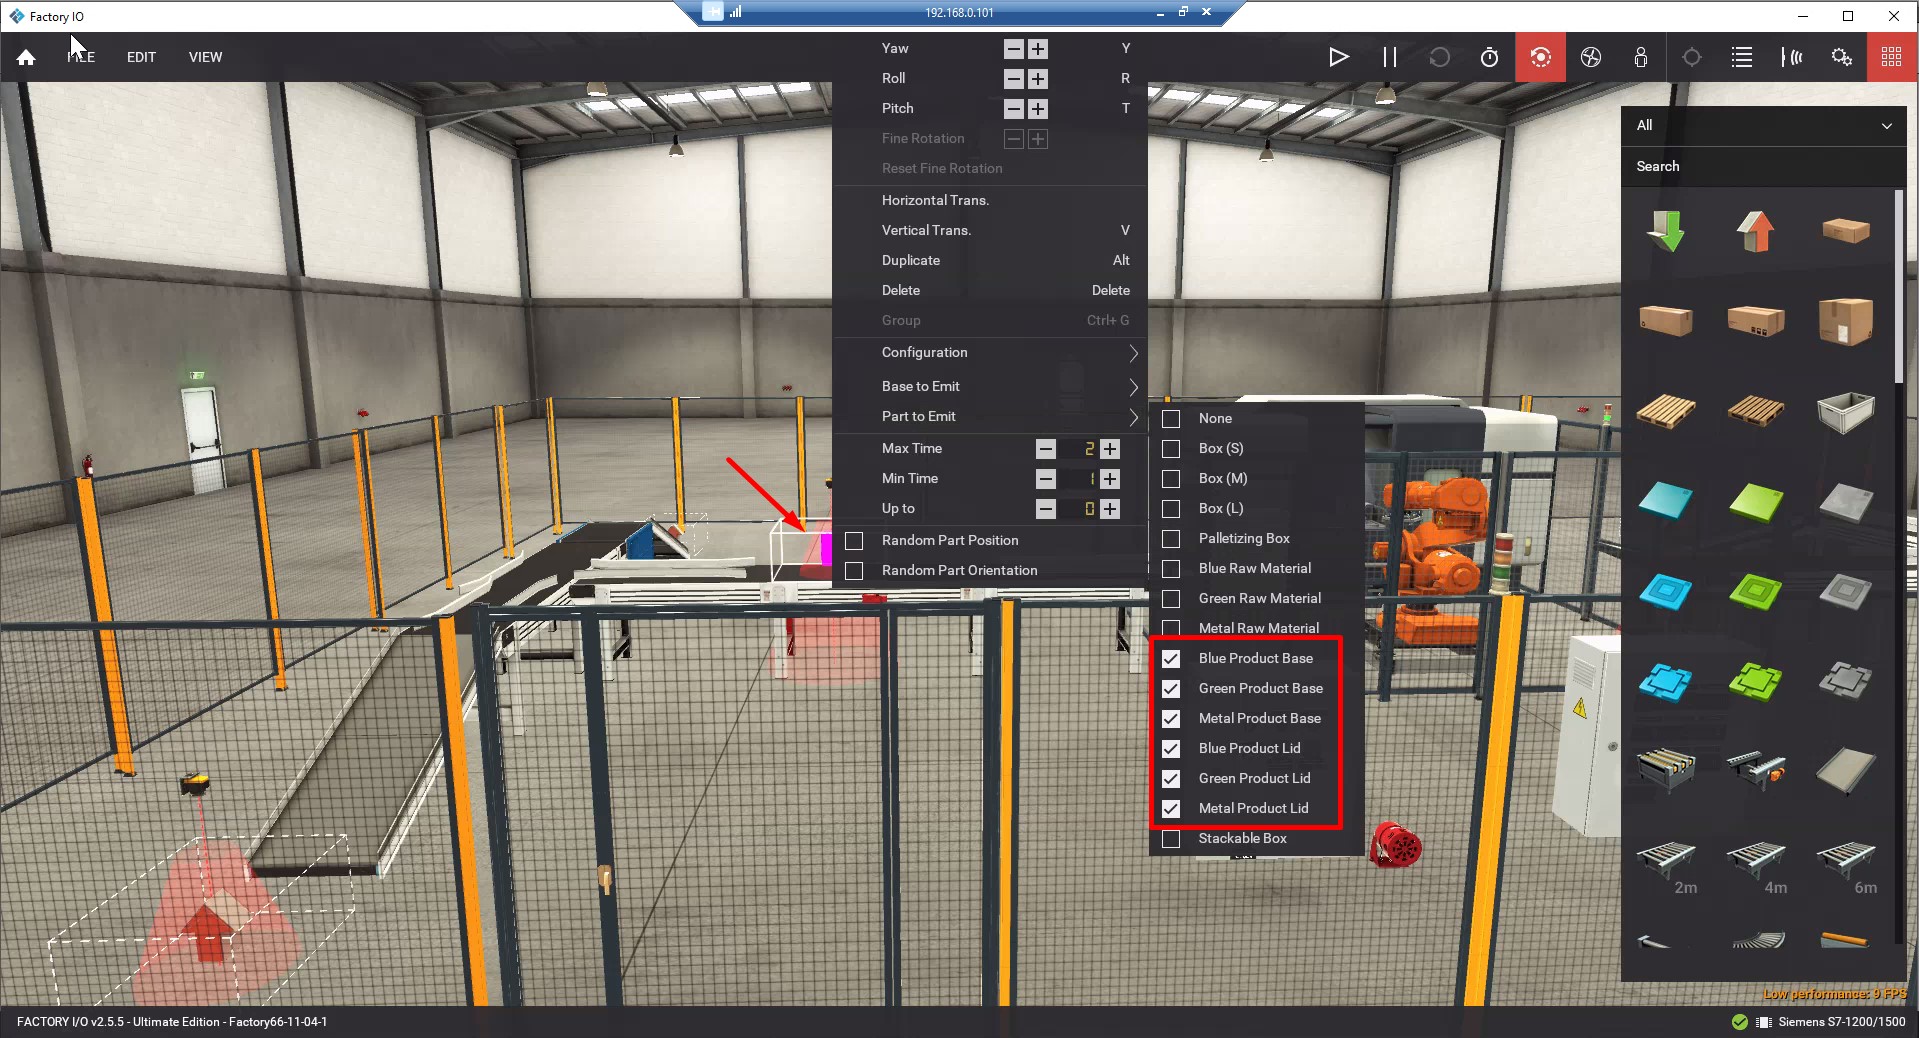 Factory IO
192.168.0.101
FILE EDIT VIEW
Yaw Y
Roll R
Pitch T
Fine Rotation
Reset Fine Rotation
Horizontal Trans.
Vertical Trans. V
Duplicate Alt
Delete Delete
Group Ctrl+ G
Configuration
Base to Emit
Part to Emit
Max Time 2
Min Time 1
Up to 0
Random Part Position
Random Part Orientation
None
Box (S)
Box (M)
Box (L)
Palletizing Box
Blue Raw Material
Green Raw Material
Metal Raw Material
Blue Product Base
Green Product Base
Metal Product Base
Blue Product Lid
Green Product Lid
Metal Product Lid
Stackable Box
All
Search
2m 4m 6m
Low performance: 9 FPS
FACTORY I/O v2.5.5 - Ultimate Edition - Factory66-11-04-1
Siemens S7-1200/1500